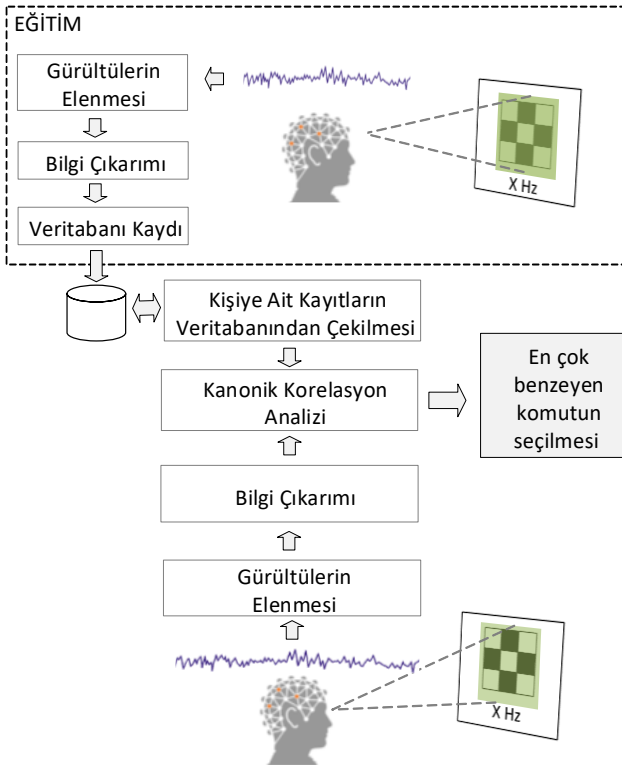 EĞİTİM
Gürültülerin
Elenmesi
Bilgi Çıkarımı
Veritabanı Kaydı
X Hz
Kişiye Ait Kayıtların
Veritabanından Çekilmesi
Kanonik Korelasyon
Analizi
En çok
benzeyen
komutun
seçilmesi
Bilgi Çıkarımı
Gürültülerin
Elenmesi
X Hz